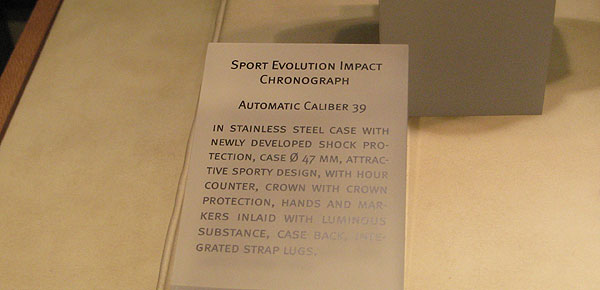 SPORT EVOLUTION IMPACT
CHRONOGRAPH
AUTOMATIC CALIBER 39
IN STAINLESS STEEL CASE WITH
NEWLY DEVELOPED SHOCK PRO-
TECTION, CASE Ø 47 MM, ATTRAC-
TIVE SPORTY DESIGN, WITH HOUR
COUNTER, CROWN WITH CROWN
PROTECTION, HANDS AND MAR-
KERS INLAID WITH LUMINOUS
SUBSTANCE, CASE BACK, INTE-
GRATED STRAP LUGS.